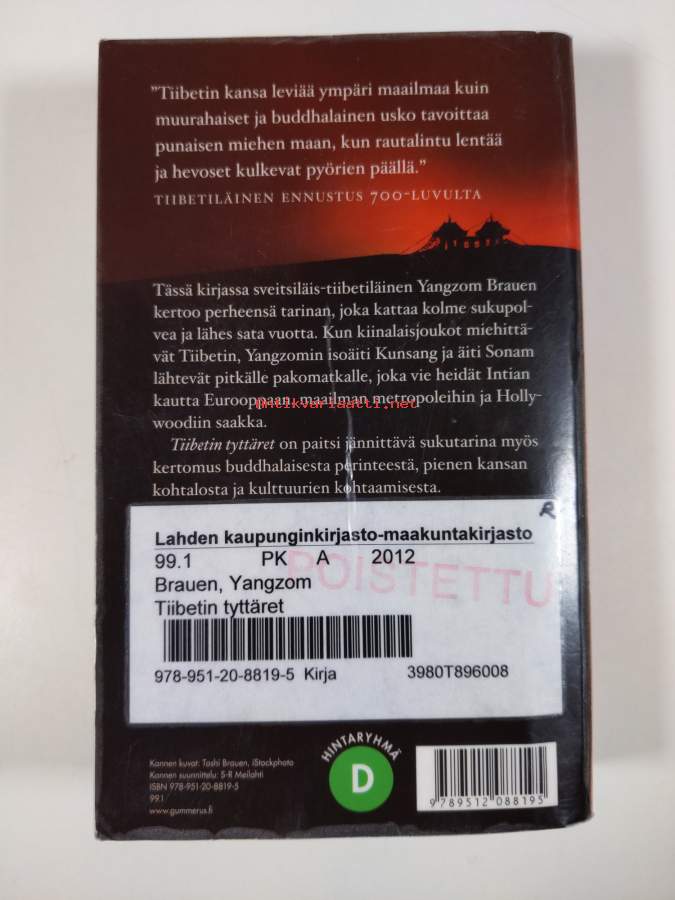 ”Tiibetin kansa leviää ympäri maailmaa kuin
muurahaiset ja buddhalainen usko tavoittaa
punaisen miehen maan, kun rautalintu lentää
ja hevoset kulkevat pyörien päällä.”
TIIBETILÄINEN ENNUSTUS 700-LUVULTA
Tässä kirjassa sveitsiläis-tiibetiläinen Yangzom Brauen
kertoo perheensä tarinan, joka kattaa kolme sukupol-
vea ja lähes sata vuotta. Kun kiinalaisjoukot miehittä-
vät Tiibetin, Yangzomin isoäiti Kunsang ja äiti Sonam
lähtevät pitkälle pakomatkalle, joka vie heidät Intian
kautta Eurooppaan, maailman metropoleihin ja Holly-
woodiin saakka.
antikvariaatti.net
Tiibetin tyttäret on paitsi jännittävä sukutarina myös
kertomus buddhalaisesta perinteestä, pienen kansan
kohtalosta ja kulttuurien kohtaamisesta.
R
Lahden kaupunginkirjasto-maakuntakirjasto
99.1 PK A 2012
POISTETTU
Brauen, Yangzom
Tiibetin tyttäret
978-951-20-8819-5 Kirja 3980T896008
Kannen kuvat: Tashi Brauen, iStockphoto
Kannen suunnittelu: S-R Meilahti
ISBN 978-951-20-8819-5
99.1
www.gummerus.fi
HINTARYHMÄ
D
9 789512 088195